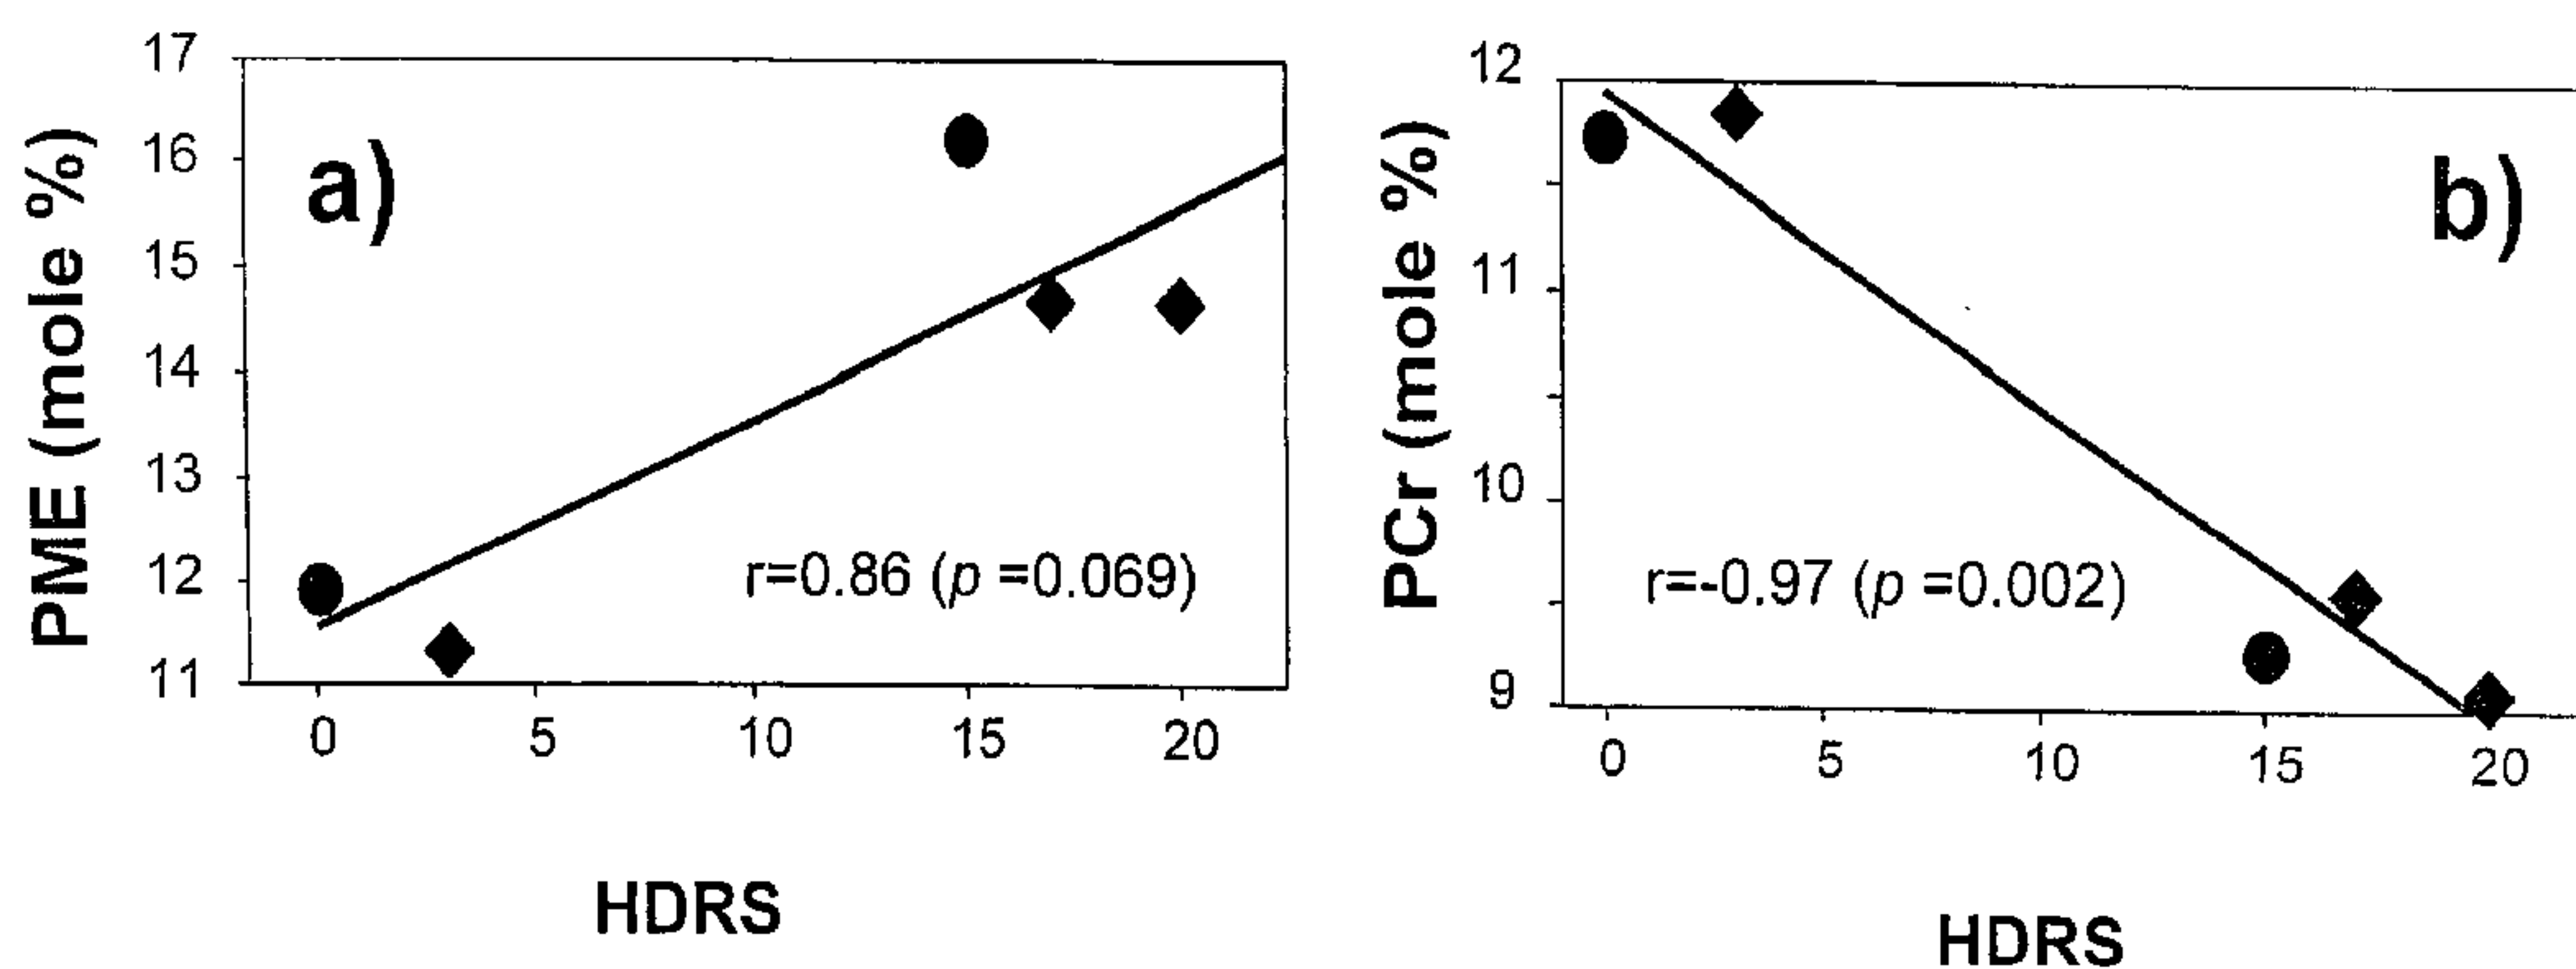 PME (mole %)
17
16
15
14
13
12
11
a)
r=0.86 (p =0.069)
0 5 10 15 20
HDRS
PCr (mole %)
12
11
10
9
b)
r=-0.97 (p =0.002)
0 5 10 15 20
HDRS